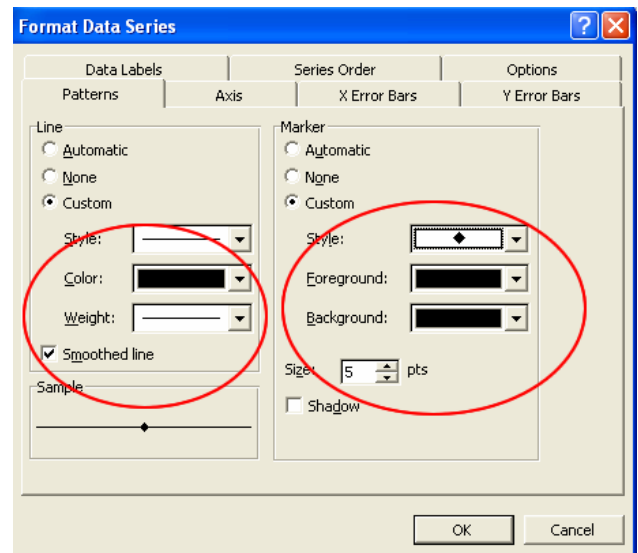 Format Data Series
Data Labels Series Order Options
Patterns Axis X Error Bars Y Error Bars
Line
Automatic
None
Custom
Style:
Color:
Weight:
Smoothed line
Sample
Marker
Automatic
None
Custom
Style:
Foreground:
Background:
Size: 5 pts
Shadow
OK Cancel